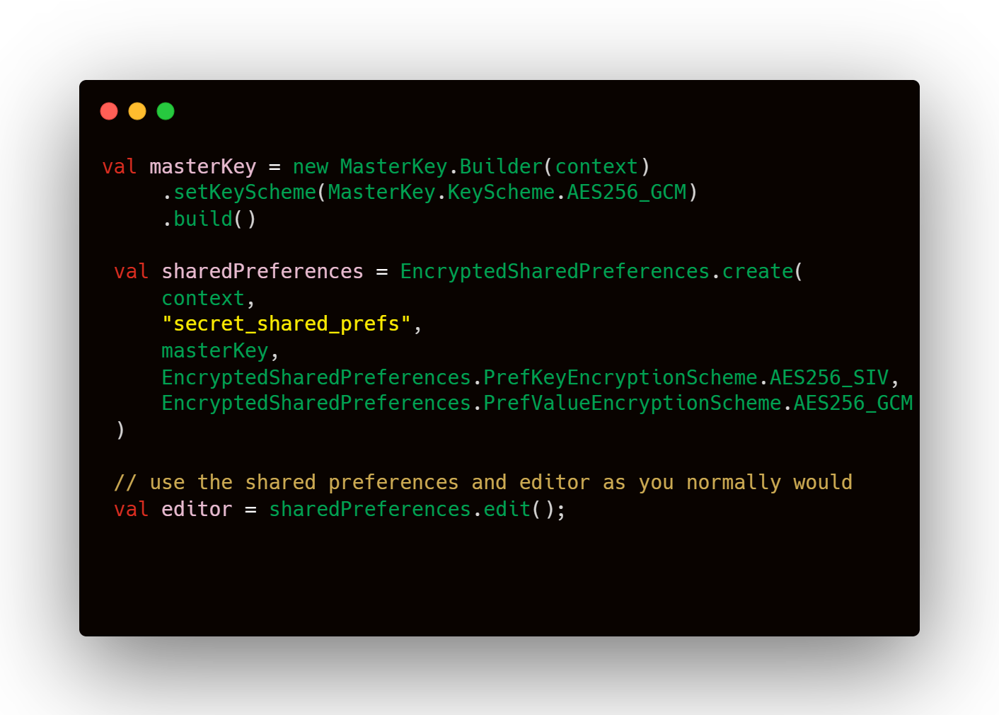 val masterKey = new MasterKey.Builder(context)
     .setKeyScheme(MasterKey.KeyScheme.AES256_GCM)
     .build()

 val sharedPreferences = EncryptedSharedPreferences.create(
     context,
     "secret_shared_prefs",
     masterKey,
     EncryptedSharedPreferences.PrefKeyEncryptionScheme.AES256_SIV,
     EncryptedSharedPreferences.PrefValueEncryptionScheme.AES256_GCM
 )

 // use the shared preferences and editor as you normally would
 val editor = sharedPreferences.edit();